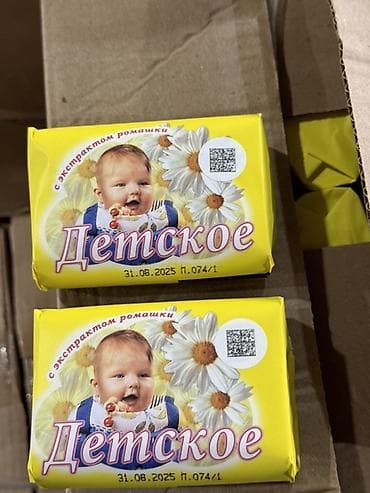 с экстрактом ромашки
Детское
31.08.2025 П.074/1
с экстрактом ромашки
Детское
31.08.2025 П.074/1